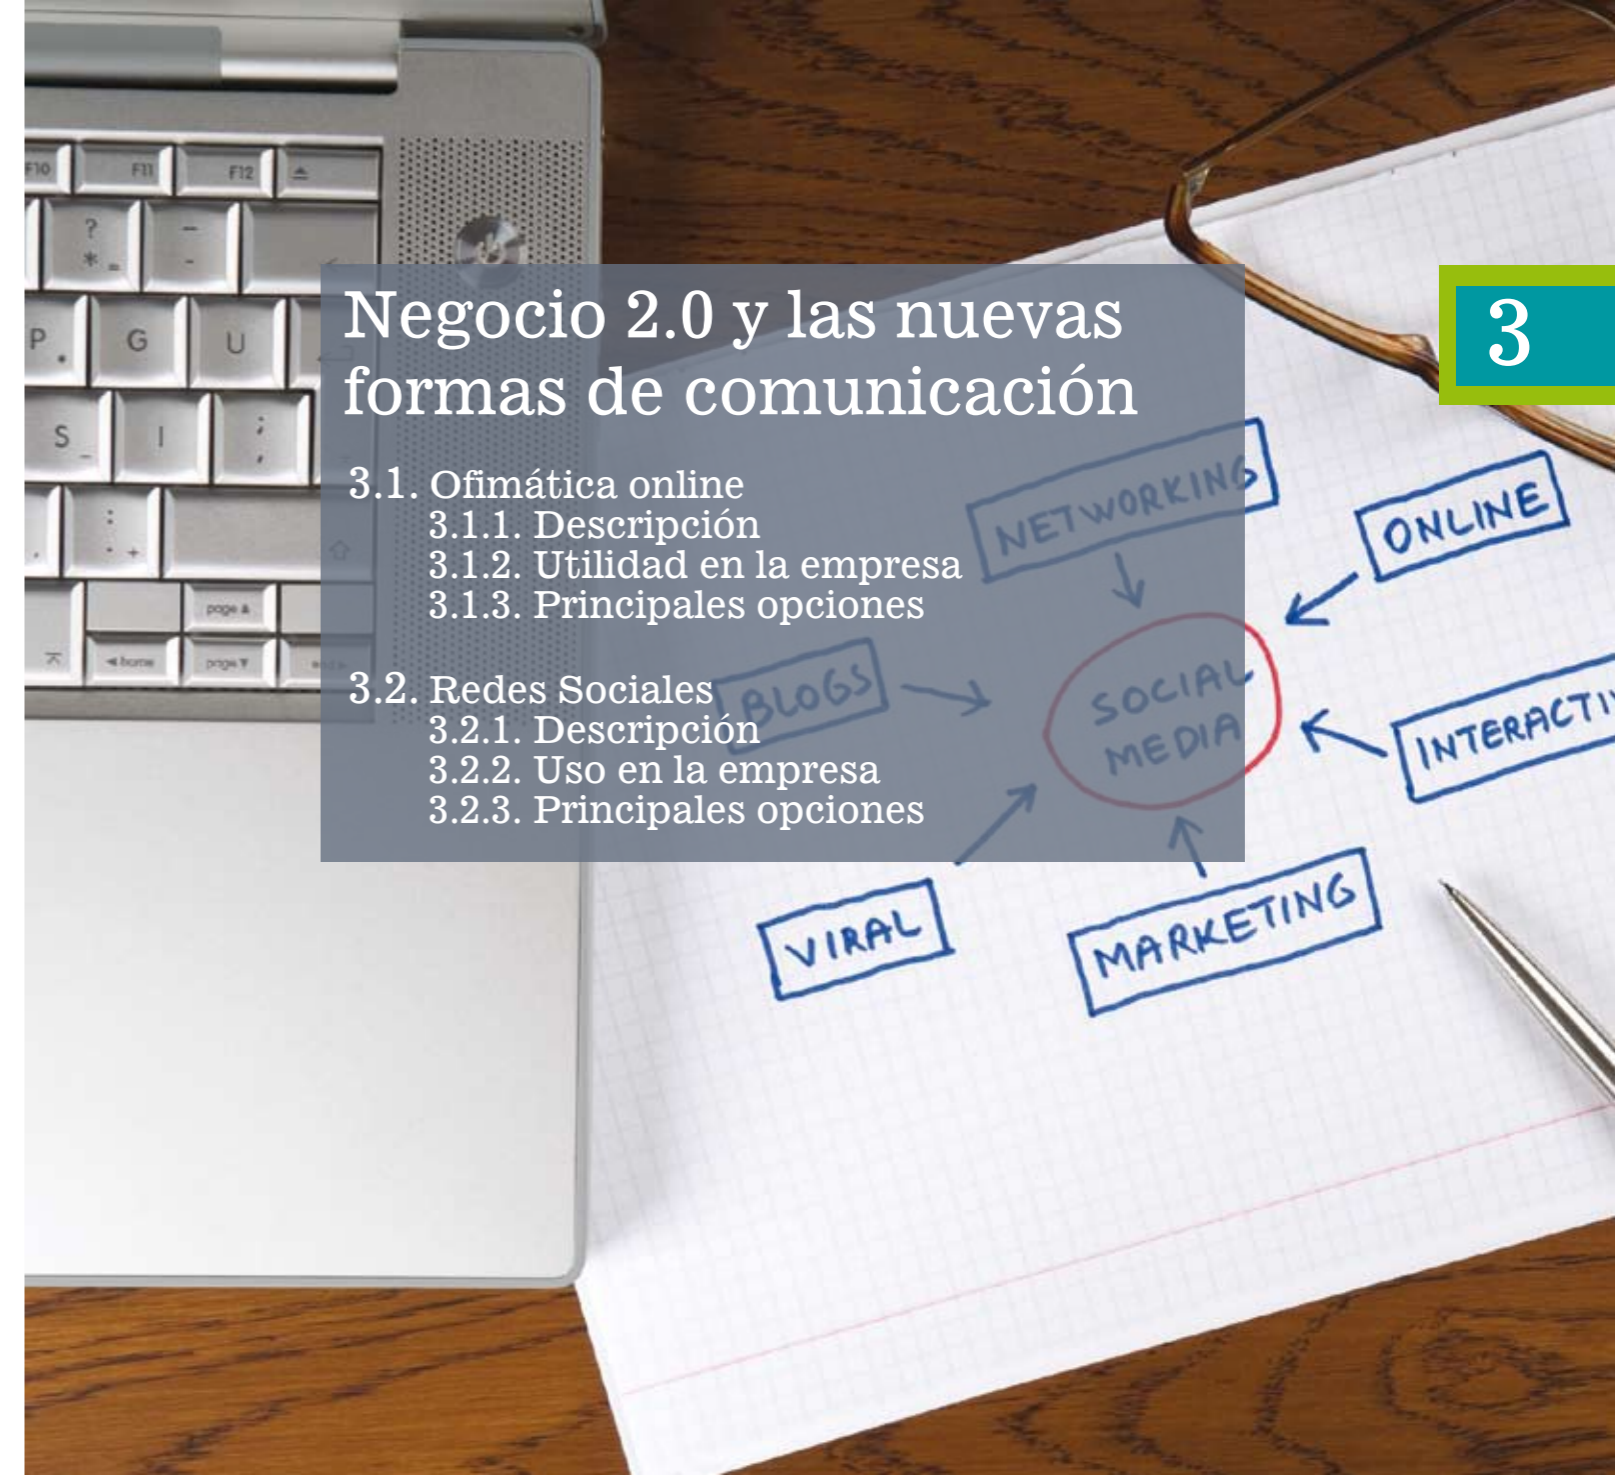 Negocio 2.0 y las nuevas
formas de comunicación
3
3.1. Ofimática online
3.1.1. Descripción
3.1.2. Utilidad en la empresa
3.1.3. Principales opciones
3.2. Redes Sociales
3.2.1. Descripción
3.2.2. Uso en la empresa
3.2.3. Principales opciones
NETWORKING
ONLINE
BLOGS
SOCIAL
MEDIA
INTERACTIV
VIRAL
MARKETING
F10 F11 F12
? - 
* = -
P . G U
S _ I ; ,
, : . +
page ▲
◄ home page ▼